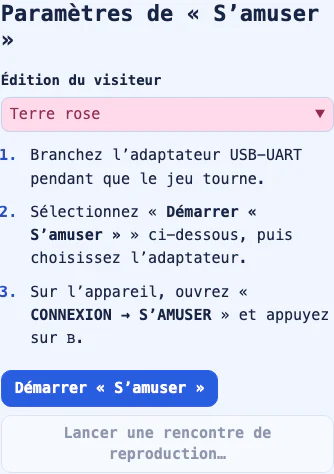 Paramètres de « S’amuser
»
Édition du visiteur
Terre rose ▼
1. Branchez l’adaptateur USB-UART
pendant que le jeu tourne.
2. Sélectionnez « Démarrer «
S’amuser » » ci-dessous, puis
choisissez l’adaptateur.
3. Sur l’appareil, ouvrez «
CONNEXION → S’AMUSER » et appuyez
sur B.
Démarrer « S’amuser »
Lancer une rencontre de
reproduction…